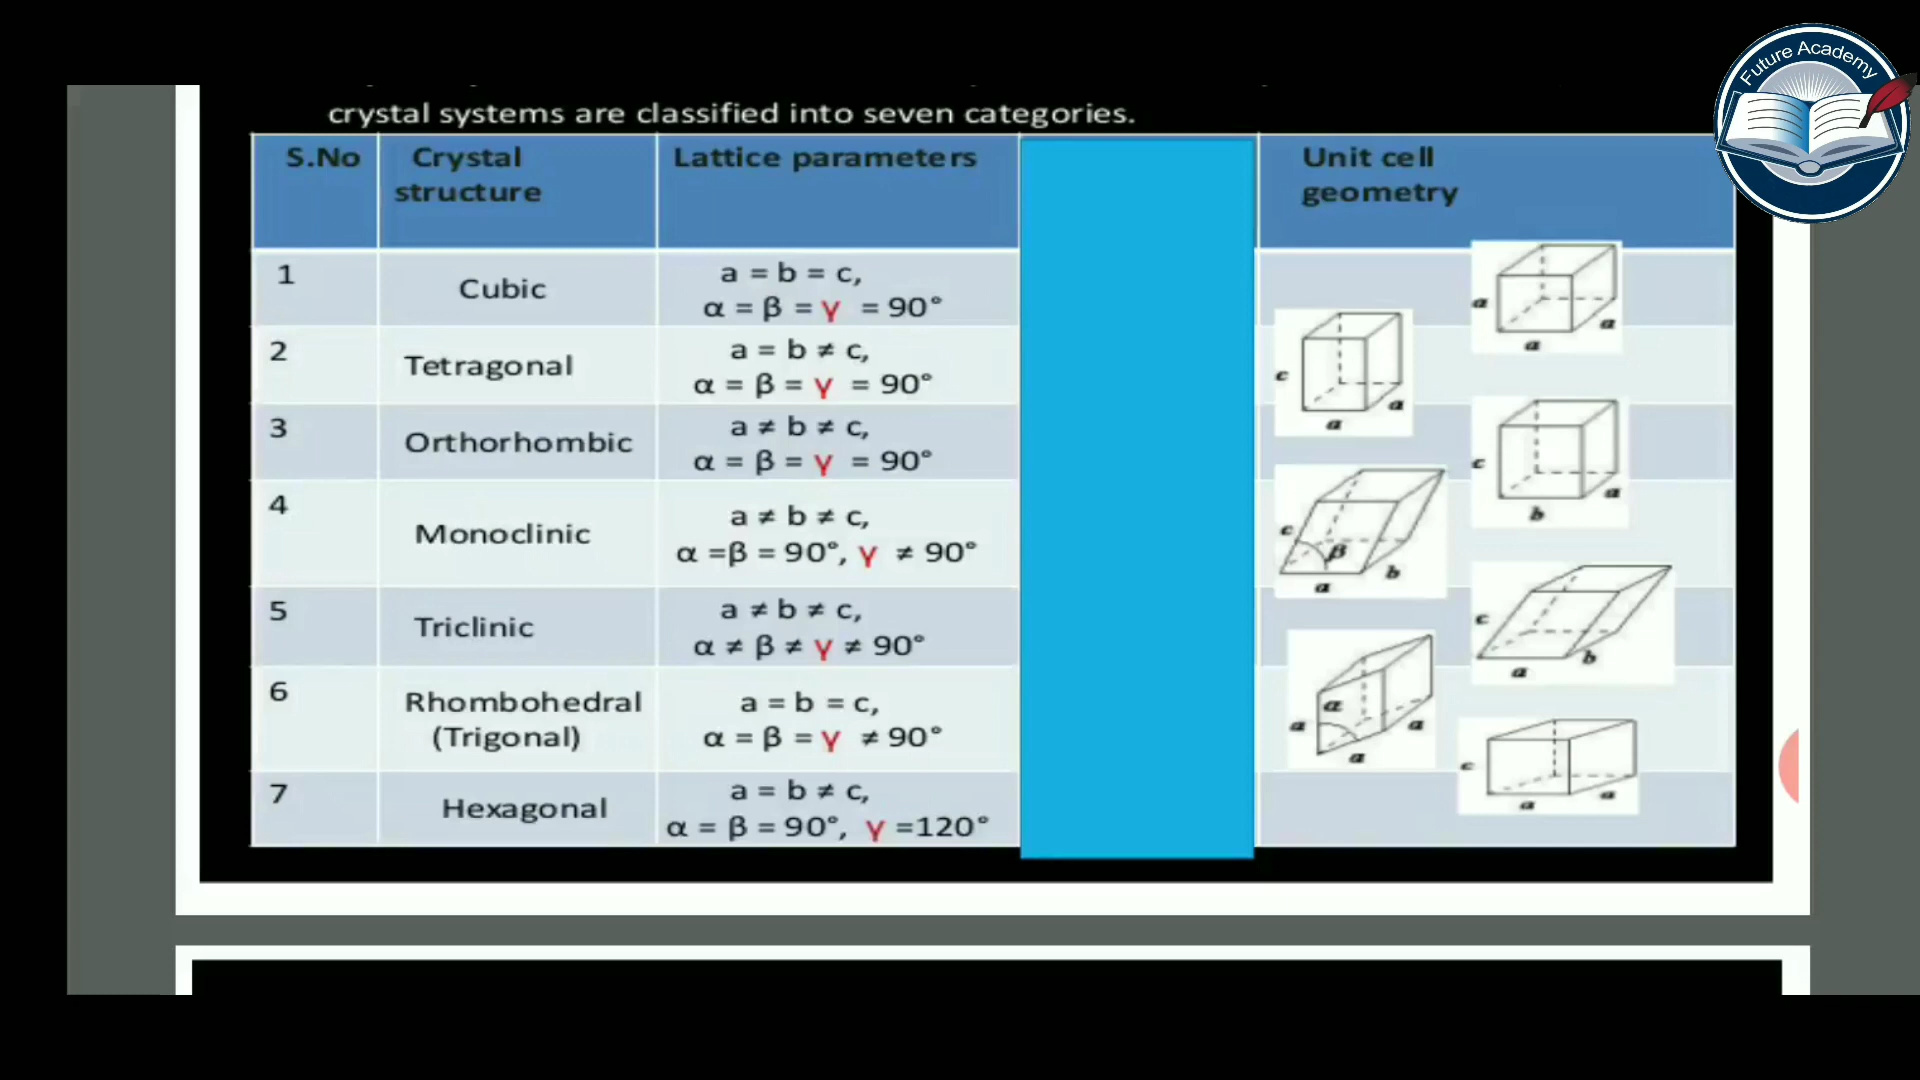 Future Academy
crystal systems are classified into seven categories.
S.No Crystal structure Lattice parameters Unit cell geometry
1 Cubic a = b = c,
α = β = γ = 90°
2 Tetragonal a = b ≠ c,
α = β = γ = 90°
3 Orthorhombic a ≠ b ≠ c,
α = β = γ = 90°
4 Monoclinic a ≠ b ≠ c,
α =β = 90°, γ ≠ 90°
5 Triclinic a ≠ b ≠ c,
α ≠ β ≠ γ ≠ 90°
6 Rhombohedral (Trigonal) a = b = c,
α = β = γ ≠ 90°
7 Hexagonal a = b ≠ c,
α = β = 90°, γ =120°
a a a
c a a
c a b
c β b a
c b a
a α a a
c a a